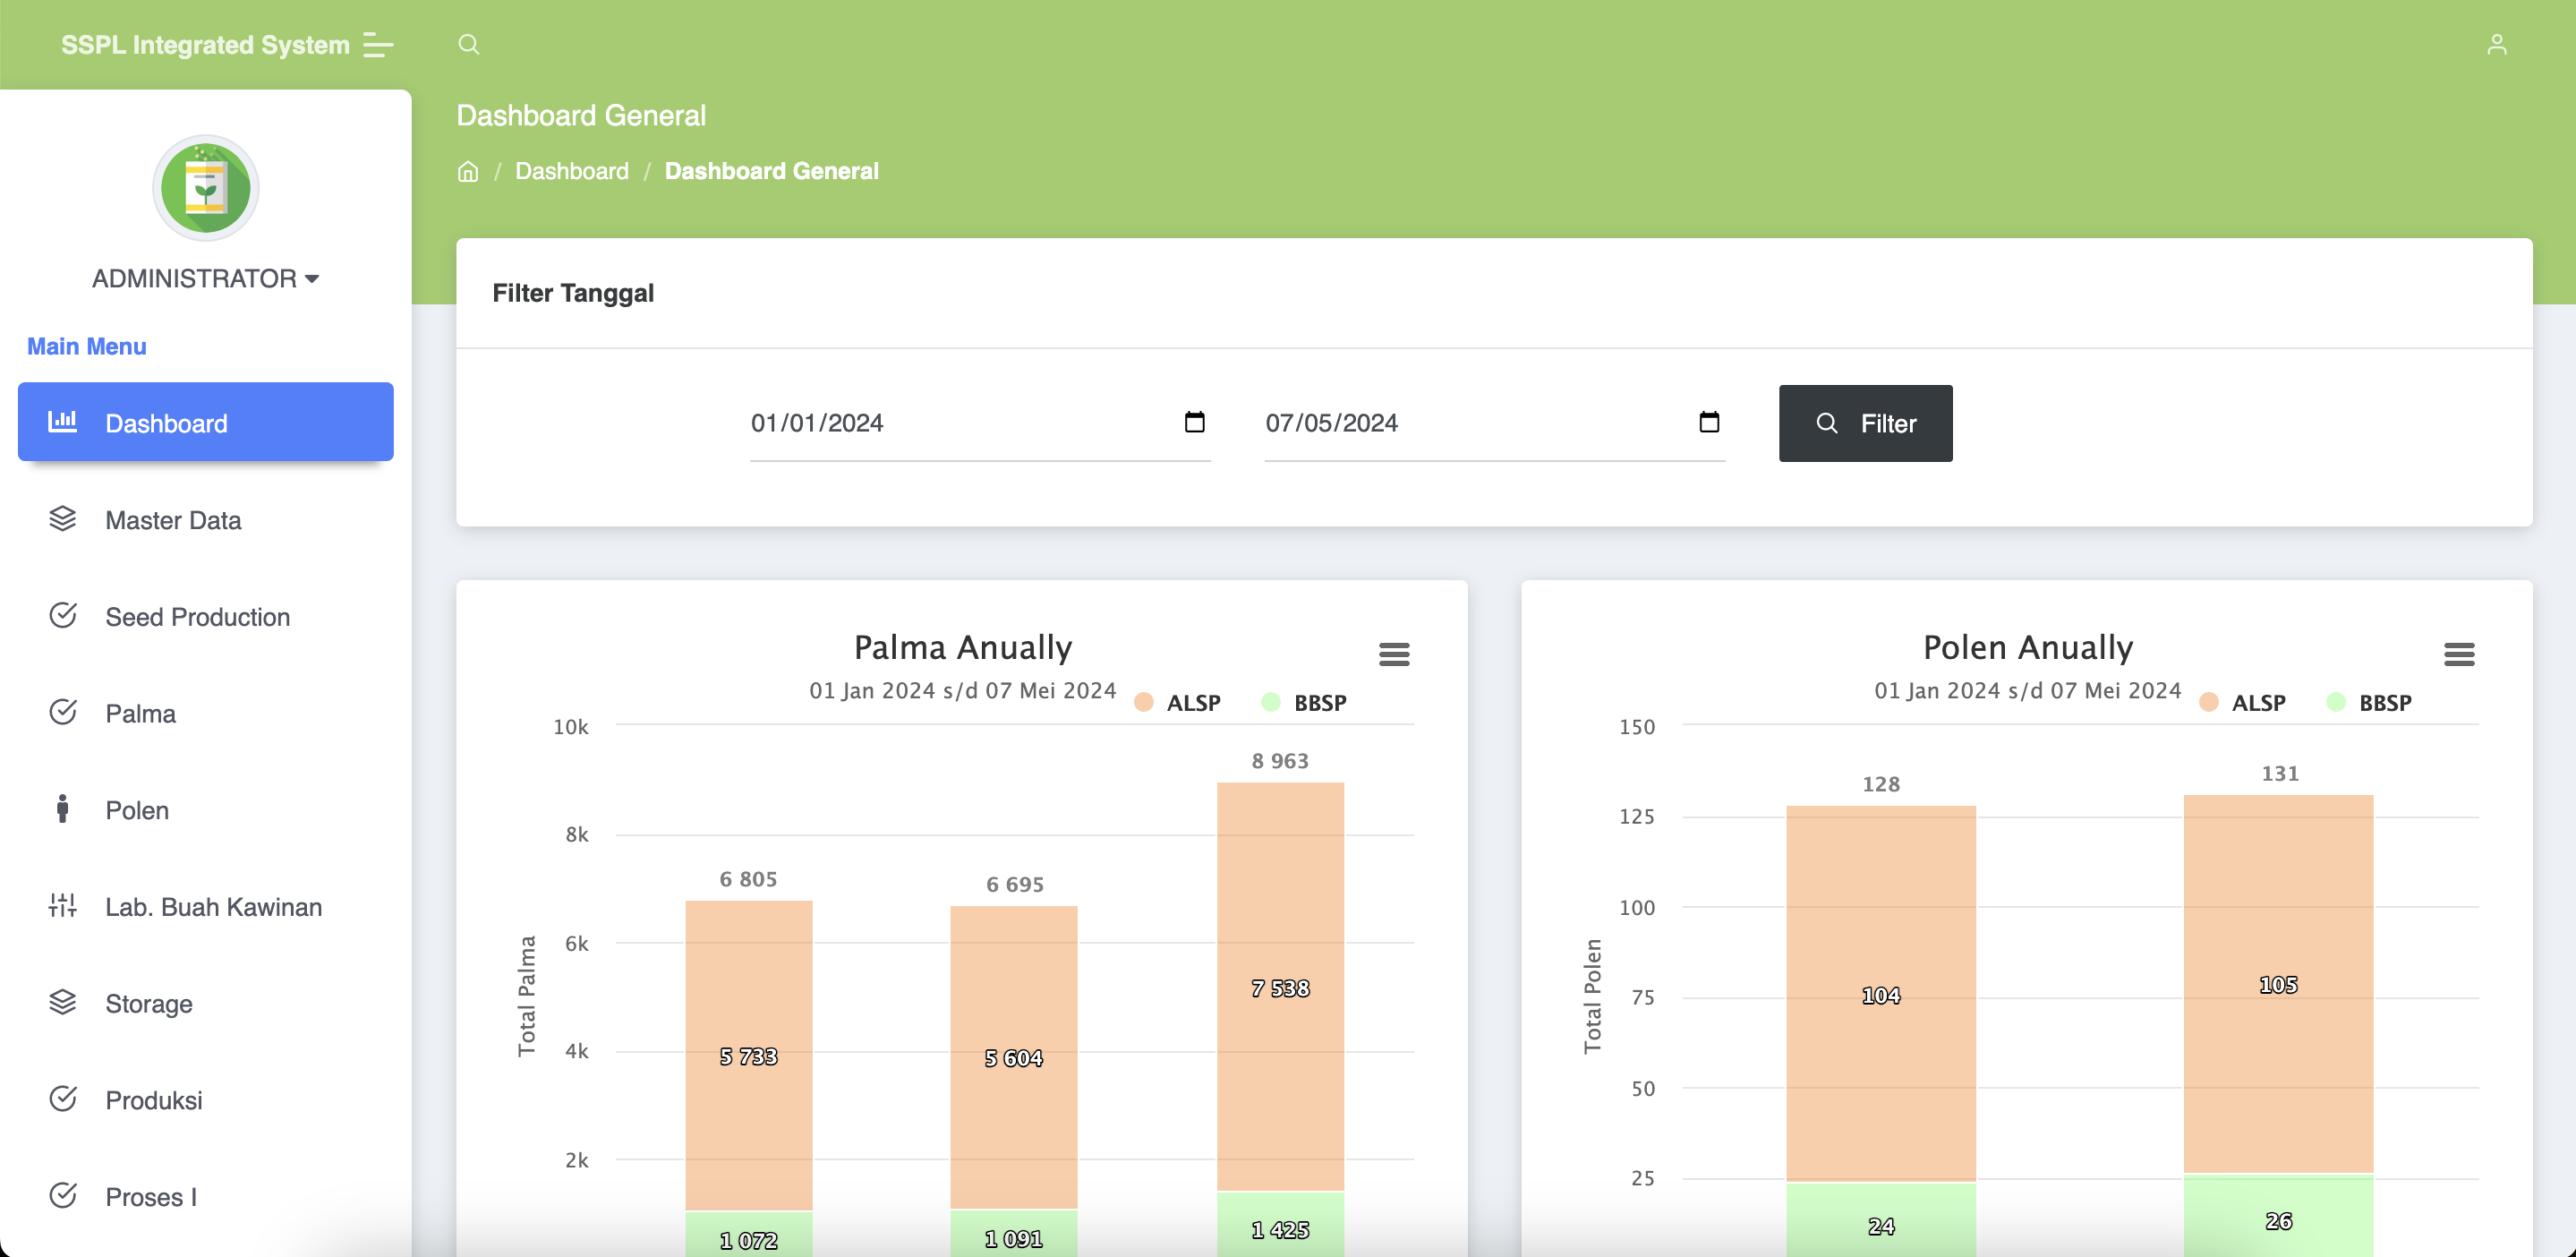 SSPL Integrated System
ADMINISTRATOR
Main Menu
Dashboard
Master Data
Seed Production
Palma
Polen
Lab. Buah Kawinan
Storage
Produksi
Proses I
Dashboard General
/ Dashboard / Dashboard General
Filter Tanggal
01/01/2024
07/05/2024
Filter
Palma Anually
01 Jan 2024 s/d 07 Mei 2024
ALSP
BBSP
Total Palma
10k
8k
6k
4k
2k
6 805
6 695
8 963
5 733
5 604
7 538
1 072
1 091
1 425
Polen Anually
01 Jan 2024 s/d 07 Mei 2024
ALSP
BBSP
Total Polen
150
125
100
75
50
25
128
131
104
105
24
26